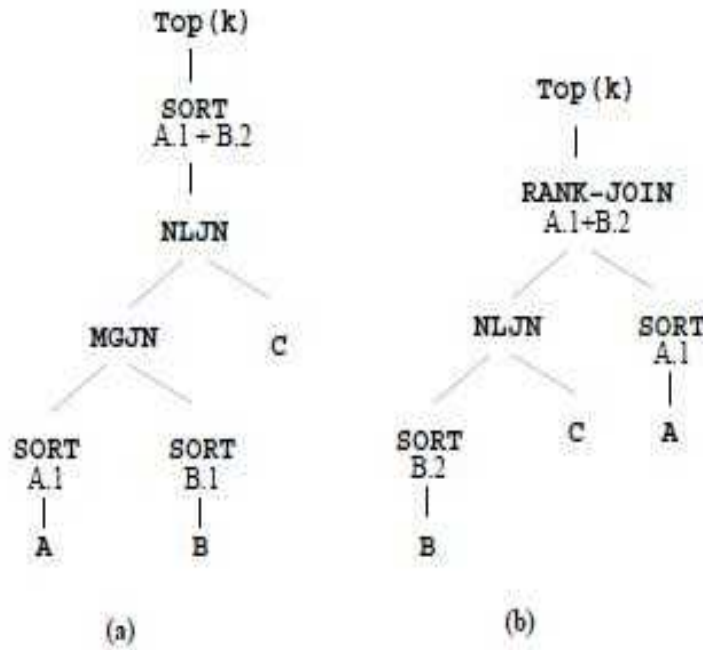 Top(k)
SORT
A.1 + B.2
NLJN
MGJN
C
SORT
A.1
SORT
B.1
A
B
(a)
Top(k)
RANK-JOIN
A.1+B.2
NLJN
SORT
A.1
SORT
B.2
C
A
B
(b)